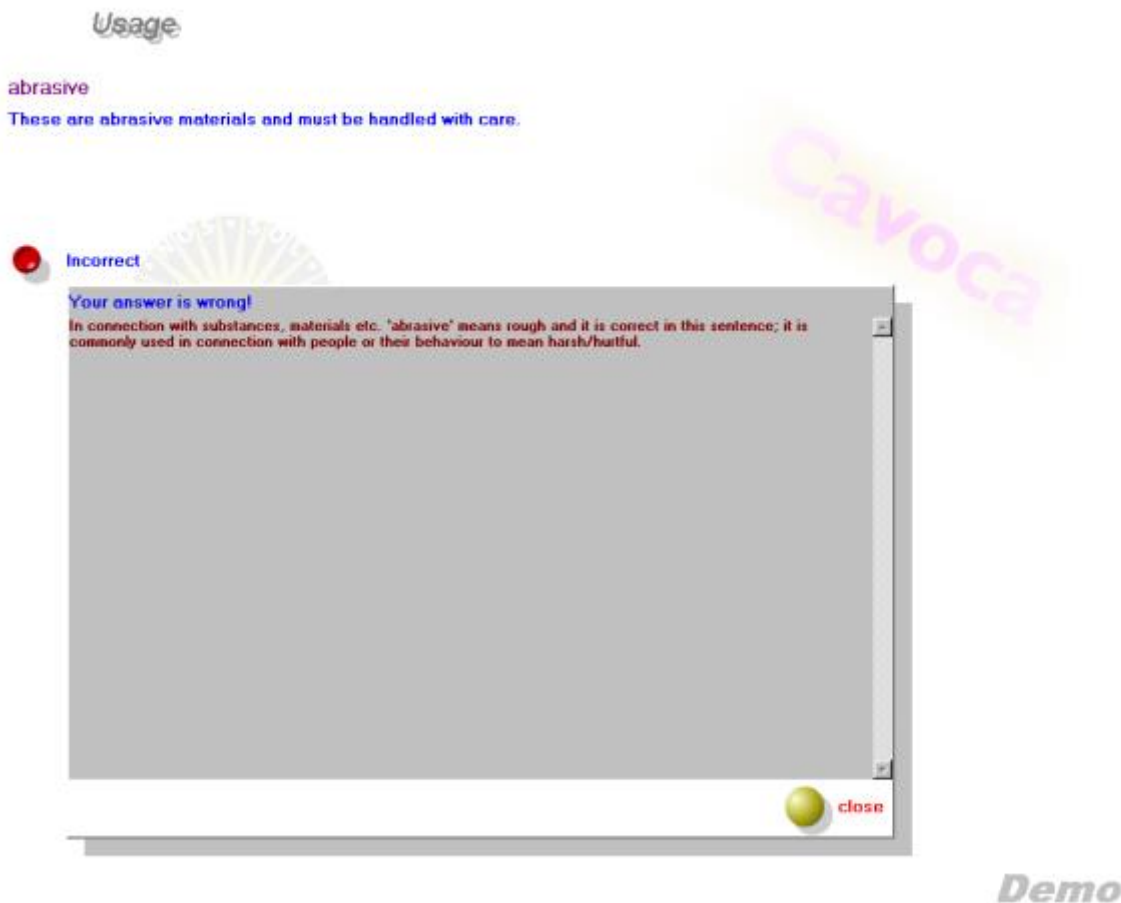 Usage
abrasive
These are abrasive materials and must be handled with care.
Cavoca
Incorrect
Your answer is wrong!
In connection with substances, materials etc. 'abrasive' means rough and it is correct in this sentence; it is
commonly used in connection with people or their behaviour to mean harsh/hurtful.
close
Demo